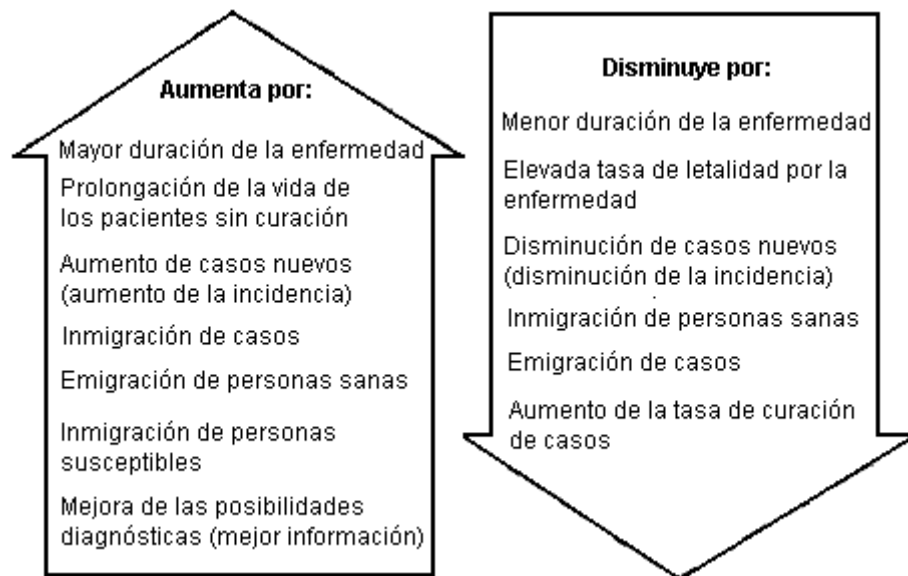 Aumenta por:
Mayor duración de la enfermedad
Prolongación de la vida de
los pacientes sin curación
Aumento de casos nuevos
(aumento de la incidencia)
Inmigración de casos
Emigración de personas sanas
Inmigración de personas
susceptibles
Mejora de las posibilidades
diagnósticas (mejor información)
Disminuye por:
Menor duración de la enfermedad
Elevada tasa de letalidad por la
enfermedad
Disminución de casos nuevos
(disminución de la incidencia)
Inmigración de personas sanas
Emigración de casos
Aumento de la tasa de curación
de casos